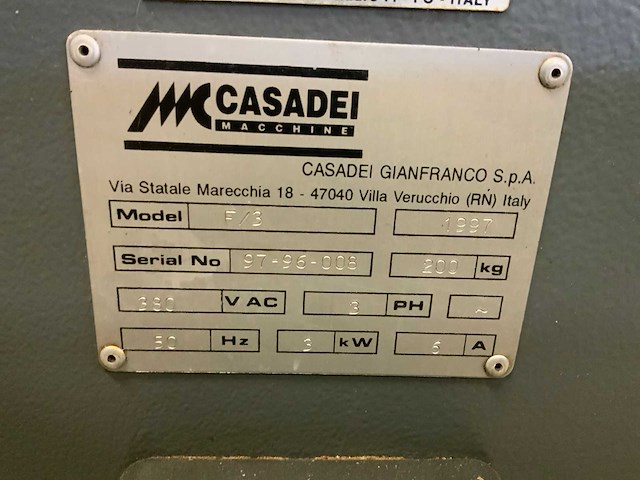 ITALY
CASADEI
MACCHINE
CASADEI GIANFRANCO S.p.A.
Via Statale Marecchia 18 - 47040 Villa Verucchio (RN) Italy
Model F/3 1997
Serial No 97-96-008 200 kg
380 V AC 3 PH ~
50 Hz 3 kW 6 A